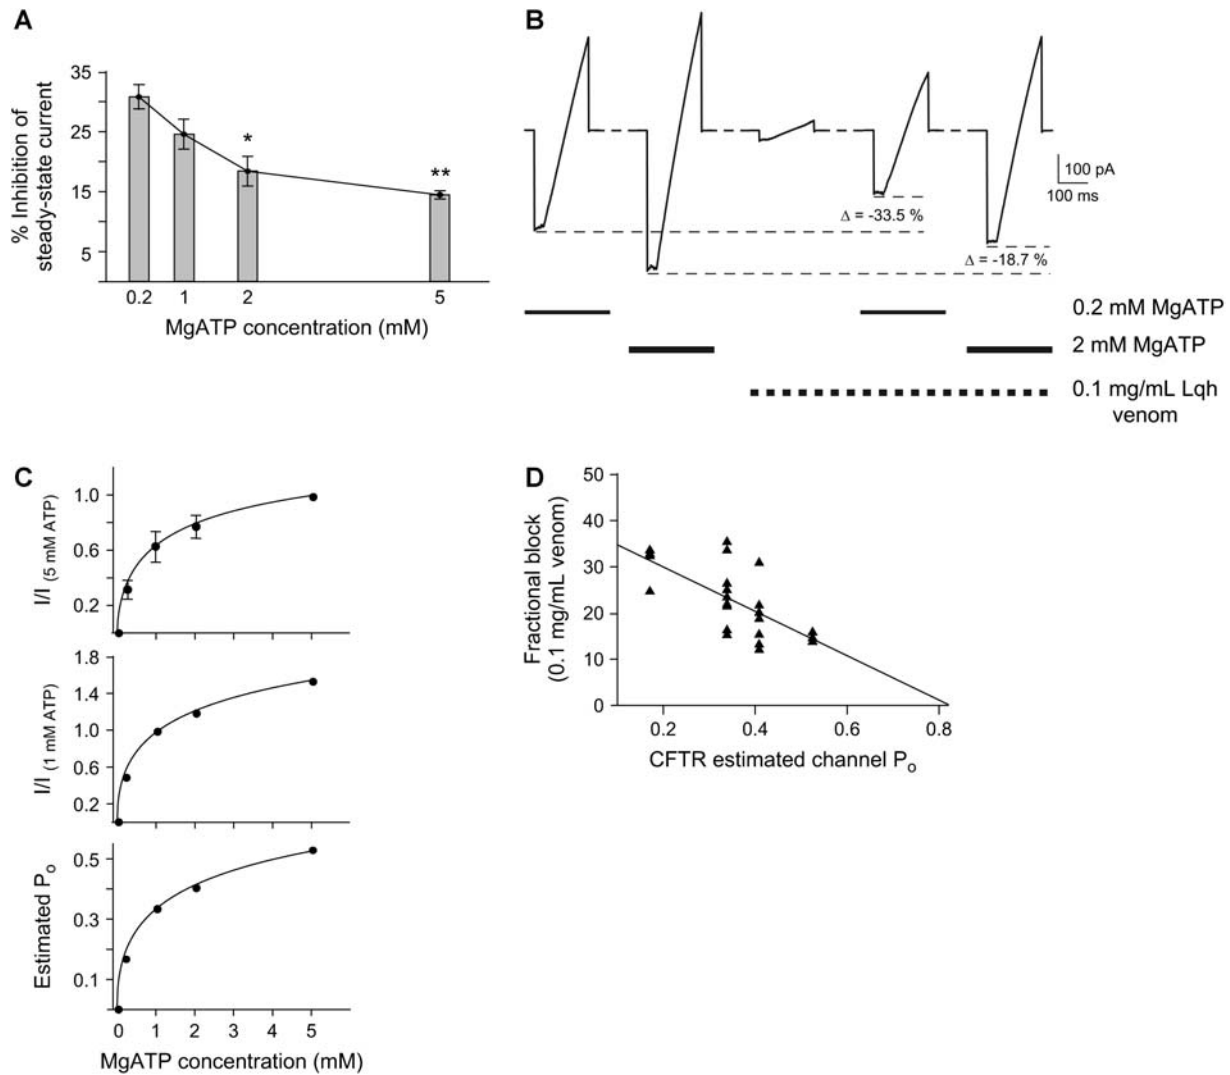 A
% Inhibition of
steady-state current
35
25
15
5
0.2 1 2 5
* **
MgATP concentration (mM)
B
Δ = -33.5 %
Δ = -18.7 %
100 pA
100 ms
0.2 mM MgATP
2 mM MgATP
0.1 mg/mL Lqh
venom
C
I/I (5 mM ATP)
1.0
0.6
0.2
I/I (1 mM ATP)
1.8
1.4
1.0
0.6
0.2
Estimated Po
0.5
0.3
0.1
0 1 2 3 4 5
MgATP concentration (mM)
D
Fractional block
(0.1 mg/mL venom)
50
40
30
20
10
0
0.2 0.4 0.6 0.8
CFTR estimated channel Po